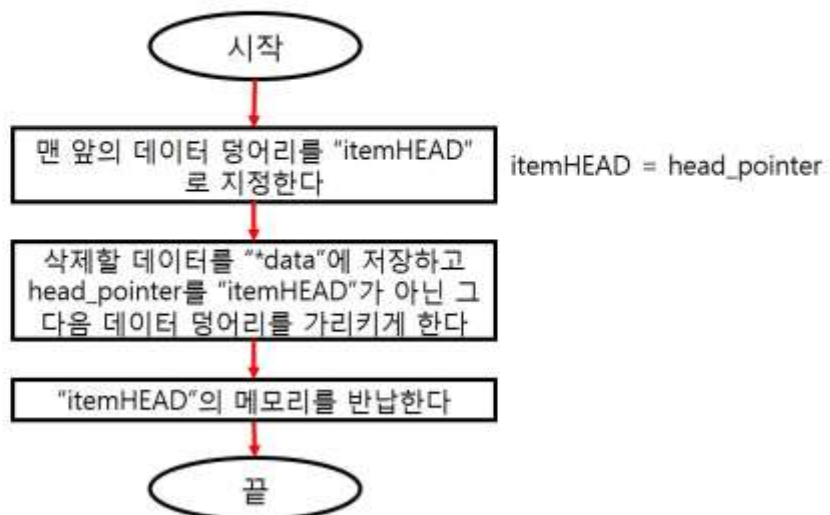 시작
맨 앞의 데이터 덩어리를 "itemHEAD"
로 지정한다
itemHEAD = head_pointer
삭제할 데이터를 "*data"에 저장하고
head_pointer를 "itemHEAD"가 아닌 그
다음 데이터 덩어리를 가리키게 한다
"itemHEAD"의 메모리를 반납한다
끝